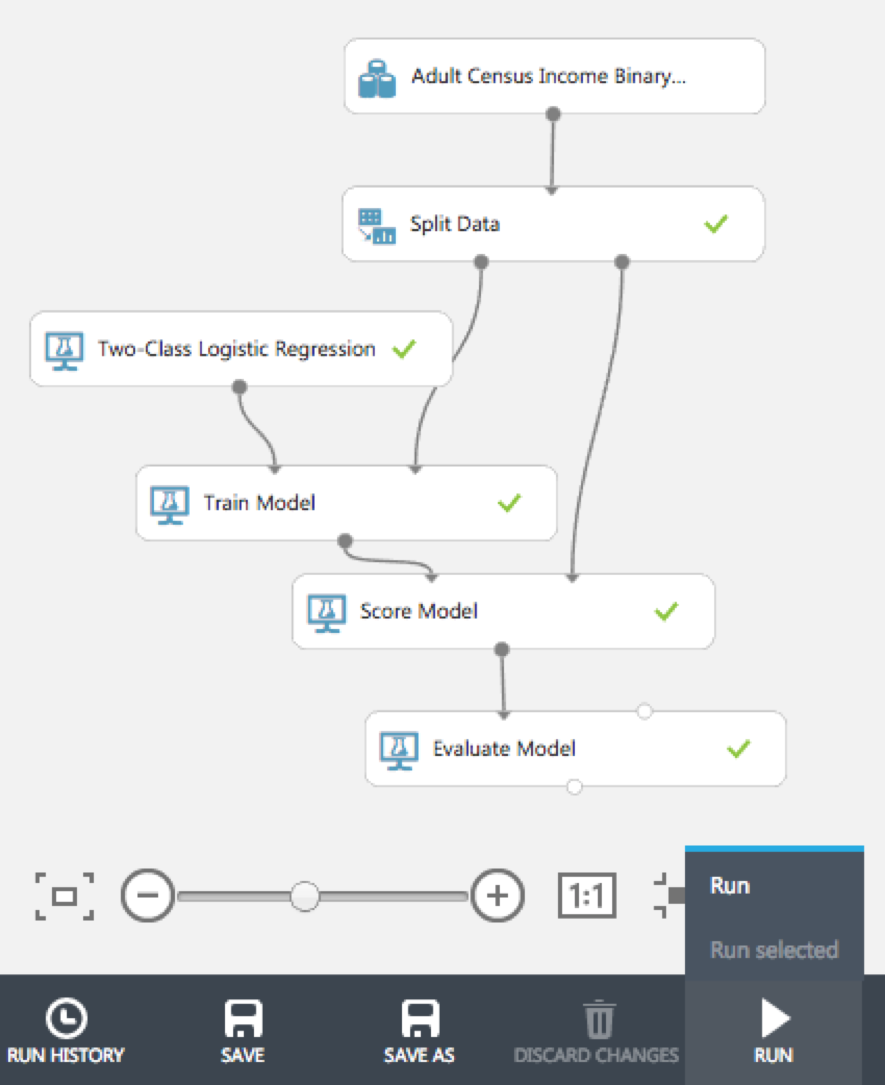 Adult Census Income Binary...
Split Data
Two-Class Logistic Regression
Train Model
Score Model
Evaluate Model
1:1
Run
Run selected
RUN HISTORY
SAVE
SAVE AS
DISCARD CHANGES
RUN